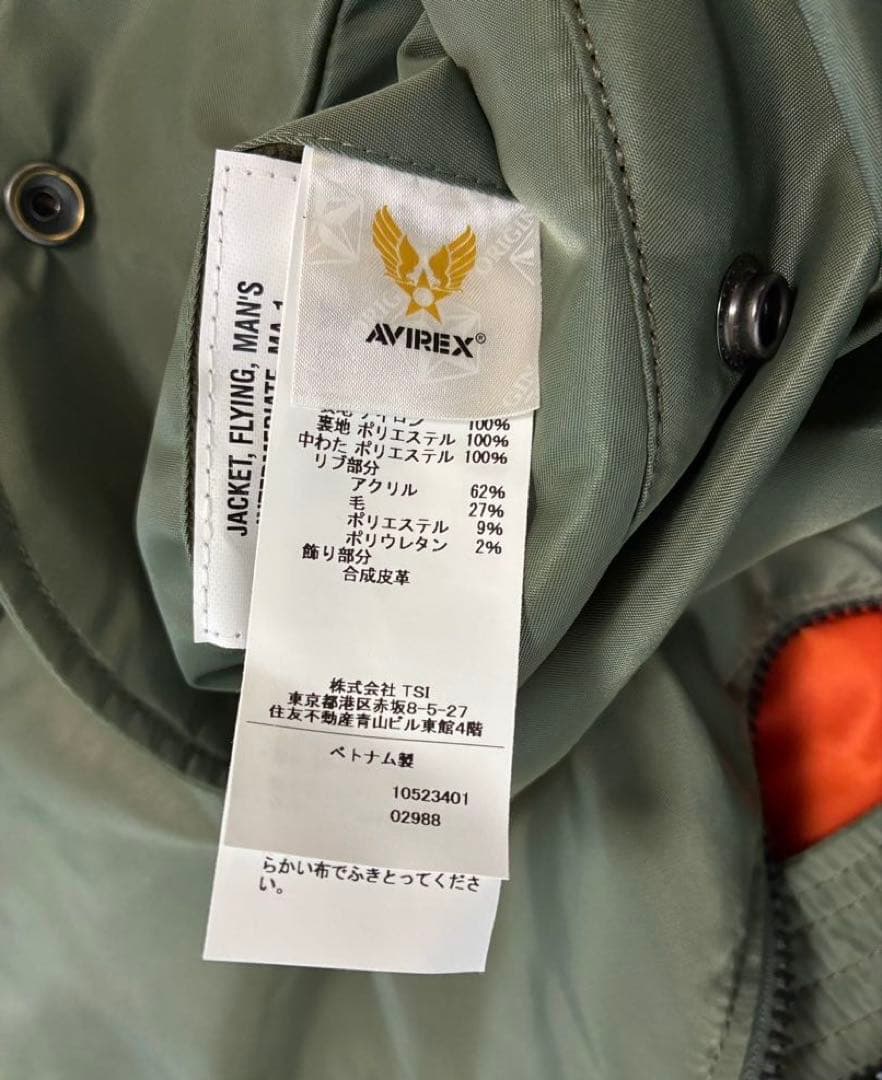 AVIREX®
JACKET, FLYING, MAN'S
100%
裏地 ポリエステル 100%
中わた ポリエステル 100%
リブ部分
アクリル 62%
毛 27%
ポリエステル 9%
ポリウレタン 2%
飾り部分
合成皮革
株式会社 TSI
東京都港区赤坂8-5-27
住友不動産青山ビル東館4階
ベトナム製
10523401
02988
らかい布でふきとってくださ
い。